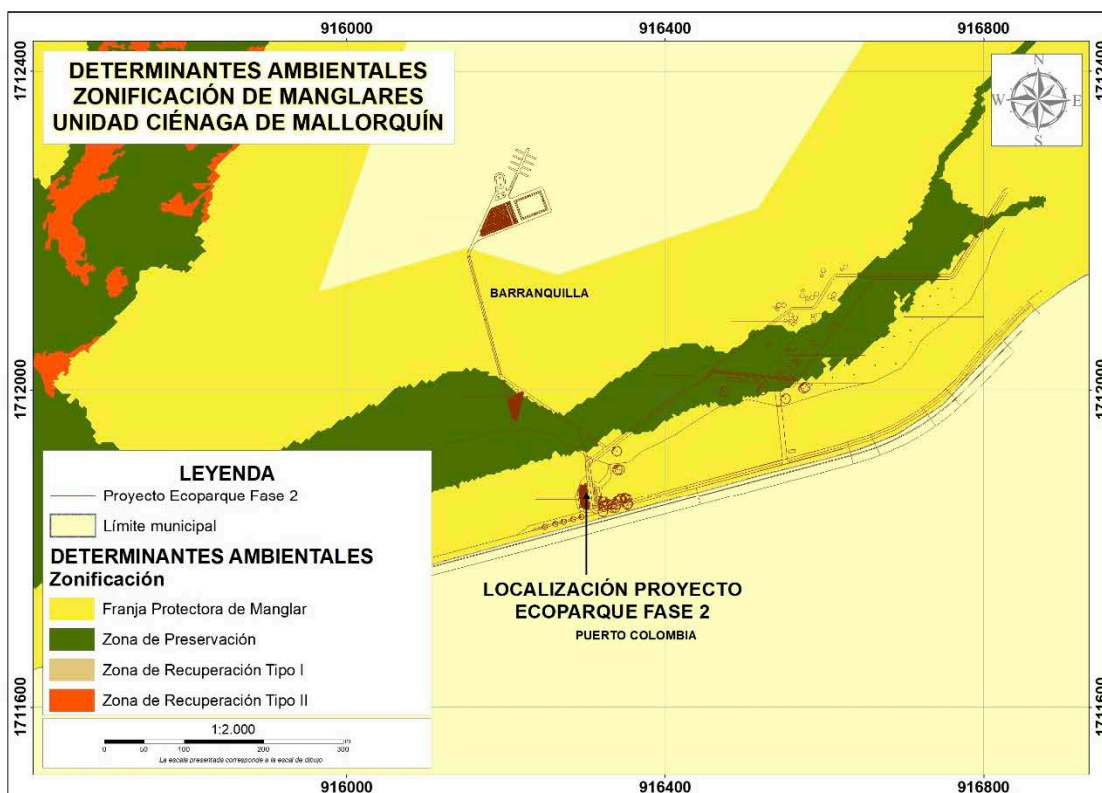 916000
916400
916800
1712400
1712400
DETERMINANTES AMBIENTALES
ZONIFICACIÓN DE MANGLARES
UNIDAD CIÉNAGA DE MALLORQUÍN
N
W
E
S
BARRANQUILLA
1712000
1712000
LEYENDA
Proyecto Ecoparque Fase 2
Límite municipal
DETERMINANTES AMBIENTALES
Zonificación
Franja Protectora de Manglar
Zona de Preservación
Zona de Recuperación Tipo I
Zona de Recuperación Tipo II
LOCALIZACIÓN PROYECTO
ECOPARQUE FASE 2
PUERTO COLOMBIA
1711600
1711600
1:2.000
0 50 100 200 300 m
La escala presentada corresponde a la escal de dibujo
916000
916400
916800